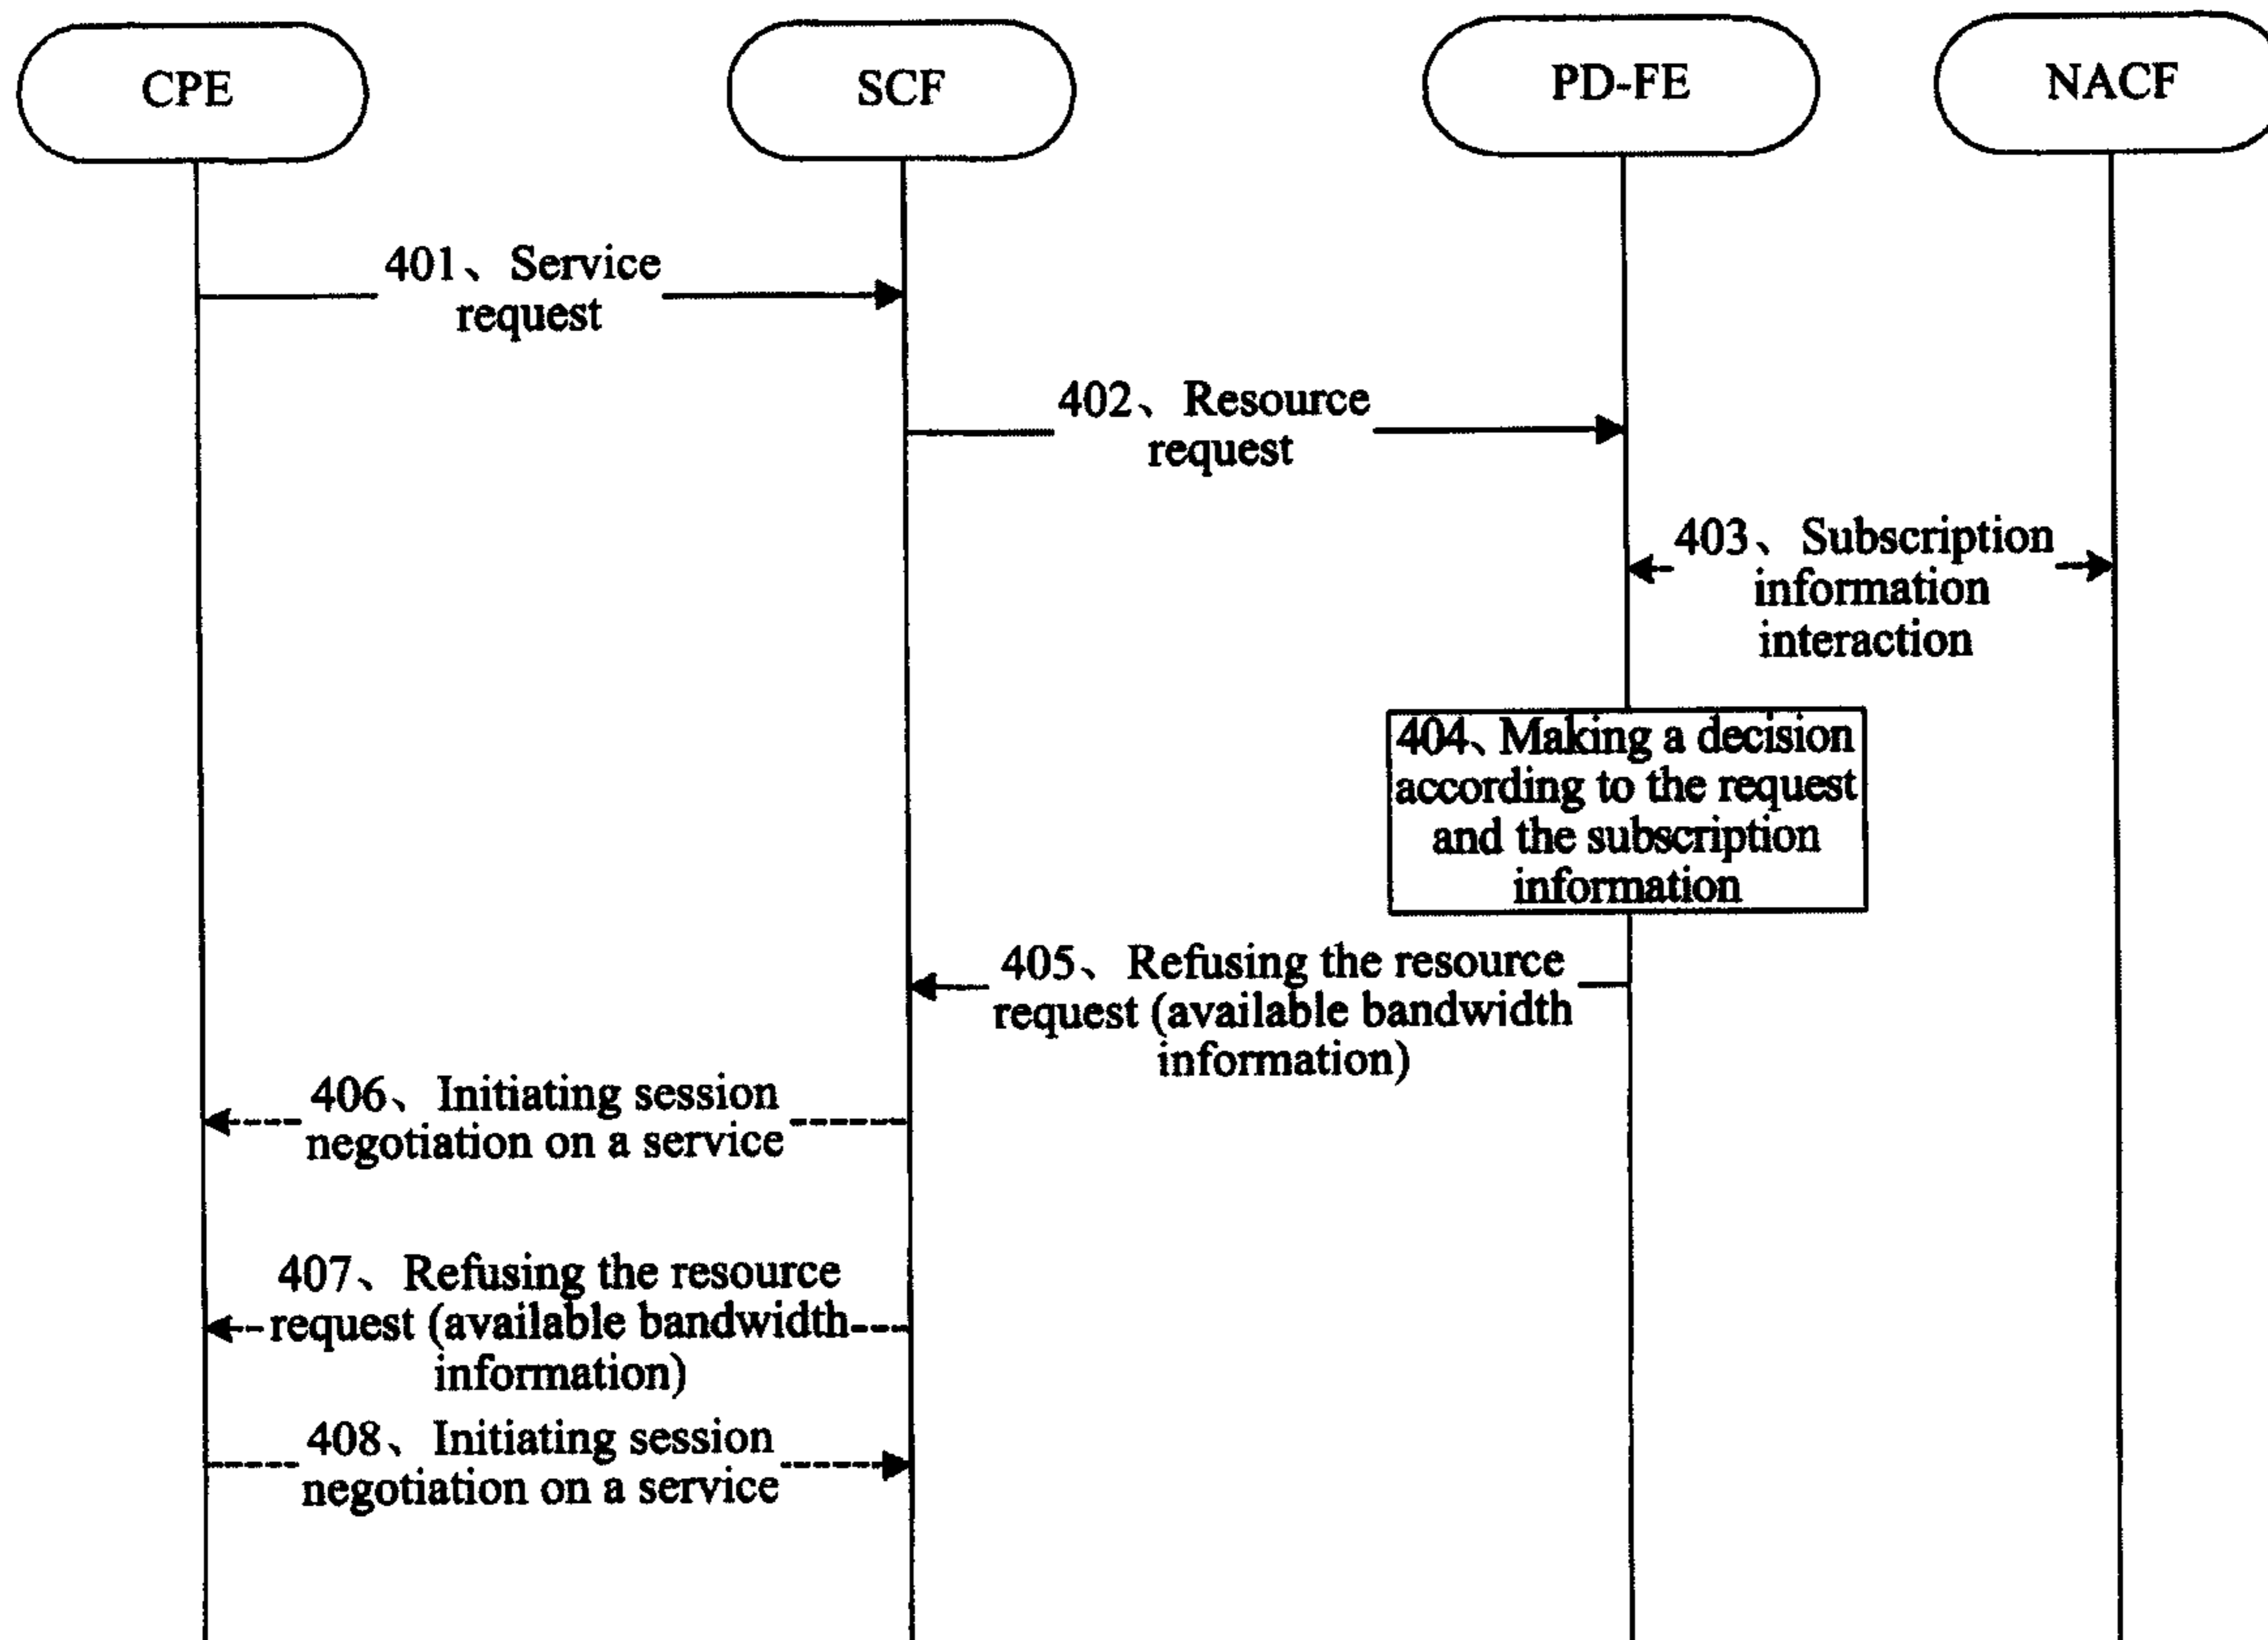 CPE
SCF
PD-FE
NACF
401、Service
request
402、Resource
request
403、Subscription
information
interaction
404、Making a decision
according to the request
and the subscription
information
405、Refusing the resource
request (available bandwidth
information)
406、Initiating session
negotiation on a service
407、Refusing the resource
request (available bandwidth
information)
408、Initiating session
negotiation on a service